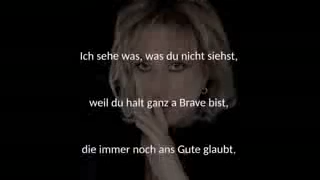 Ich sehe was, was du nicht siehst,
weil du halt ganz a Brave bist,
die immer noch ans Gute glaubt,